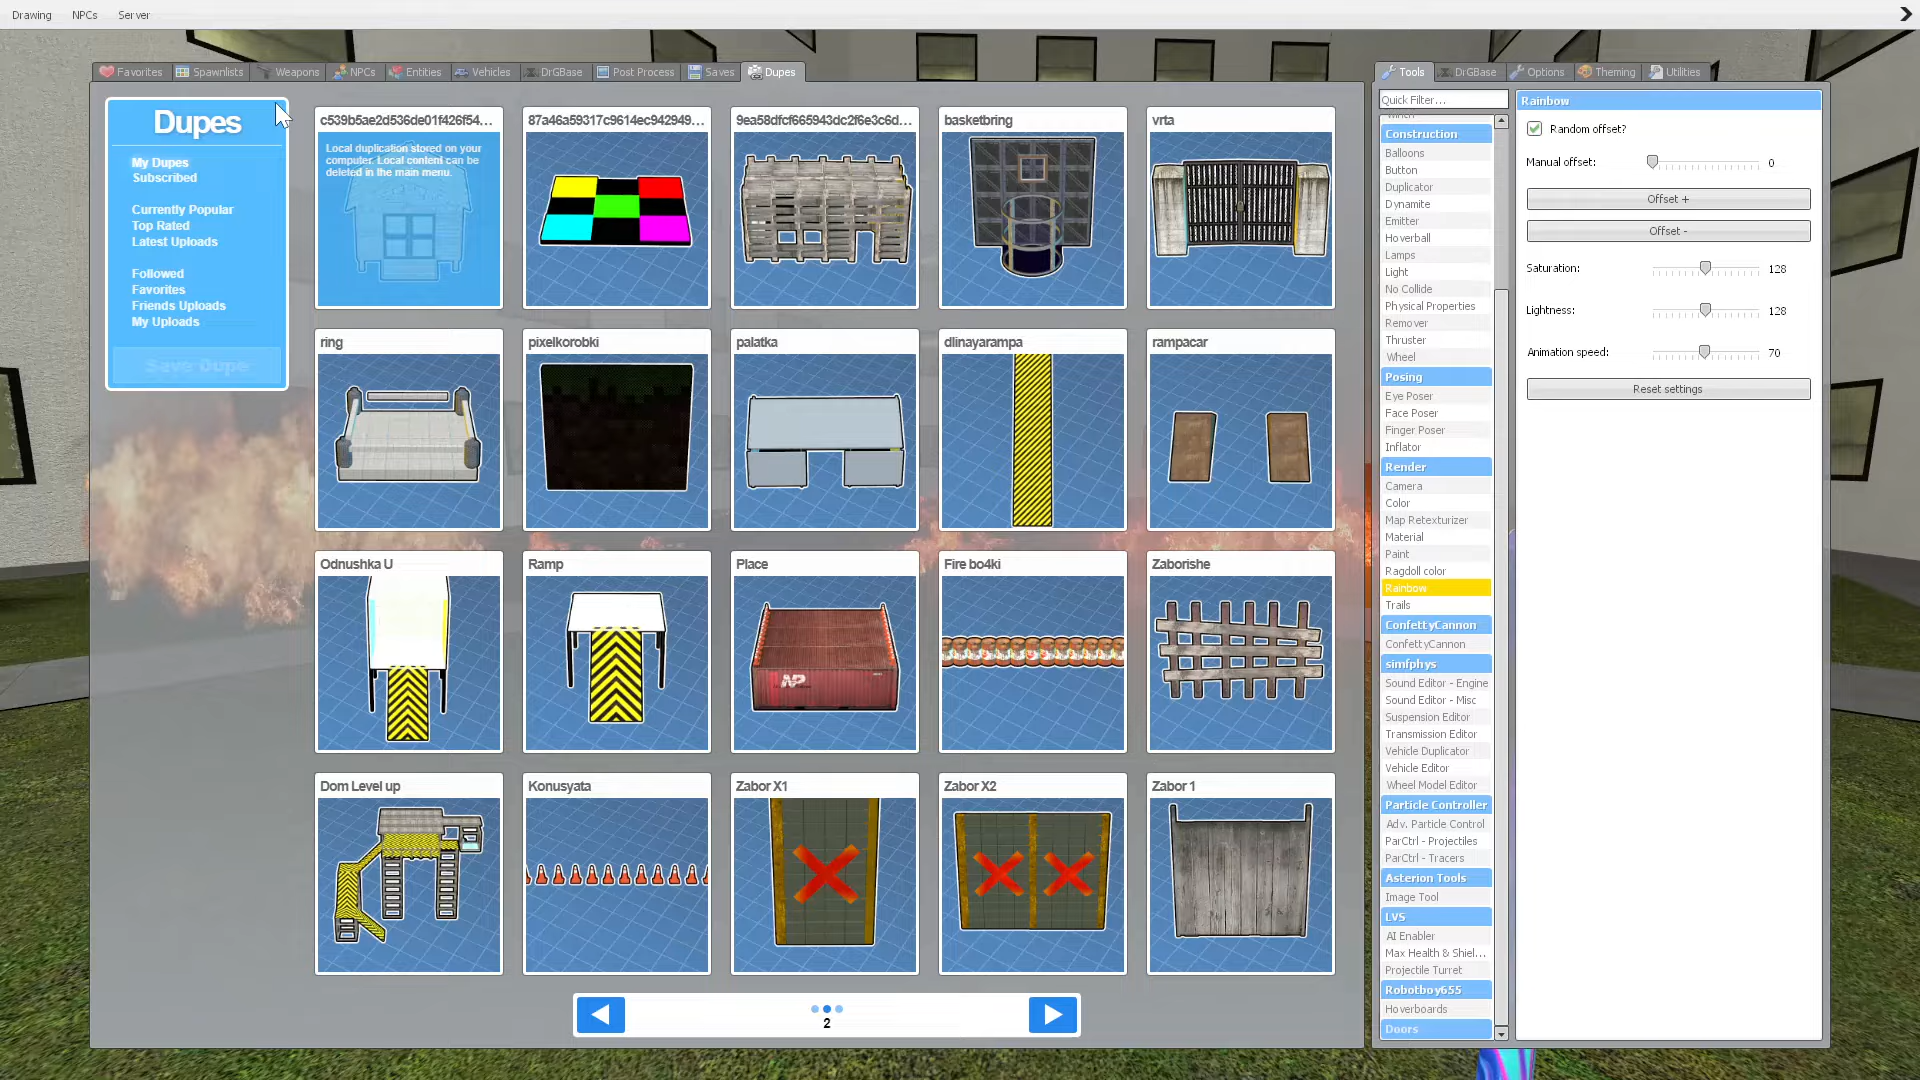 Drawing NPCs Server
Favorites Spawnlists Weapons NPCs Entities Vehicles DrGBase Post Process Saves Dupes
Dupes
My Dupes
Subscribed
Currently Popular
Top Rated
Latest Uploads
Followed
Favorites
Friends Uploads
My Uploads
Save Dupe
c539b5ae2d536de01f426f54...
Local duplication stored on your
computer. Local content can be
deleted in the main menu.
87a46a59317c9614ec942949...
9ea58dfcf665943dc2f6e3c6d...
basketbring
vrta
ring
pixelkorobki
palatka
dlinayarampa
rampacar
Odnushka U
Ramp
Place
NP
Fire bo4ki
Zaborishe
Dom Level up
Konusyata
Zabor X1
Zabor X2
Zabor 1
2
Tools DrGBase Options Theming Utilities
Quick Filter...
Construction
Balloons
Button
Duplicator
Dynamite
Emitter
Hoverball
Lamps
Light
No Collide
Physical Properties
Remover
Thruster
Wheel
Posing
Eye Poser
Face Poser
Finger Poser
Inflator
Render
Camera
Color
Map Retexturizer
Material
Paint
Ragdoll color
Rainbow
Trails
ConfettyCannon
ConfettyCannon
simfphys
Sound Editor - Engine
Sound Editor - Misc
Suspension Editor
Transmission Editor
Vehicle Duplicator
Vehicle Editor
Wheel Model Editor
Particle Controller
Adv. Particle Control
ParCtrl - Projectiles
ParCtrl - Tracers
Asterion Tools
Image Tool
LVS
AI Enabler
Max Health & Shiel...
Projectile Turret
Robotboy655
Hoverboards
Doors
Rainbow
Random offset?
Manual offset: 0
Offset +
Offset -
Saturation: 128
Lightness: 128
Animation speed: 70
Reset settings